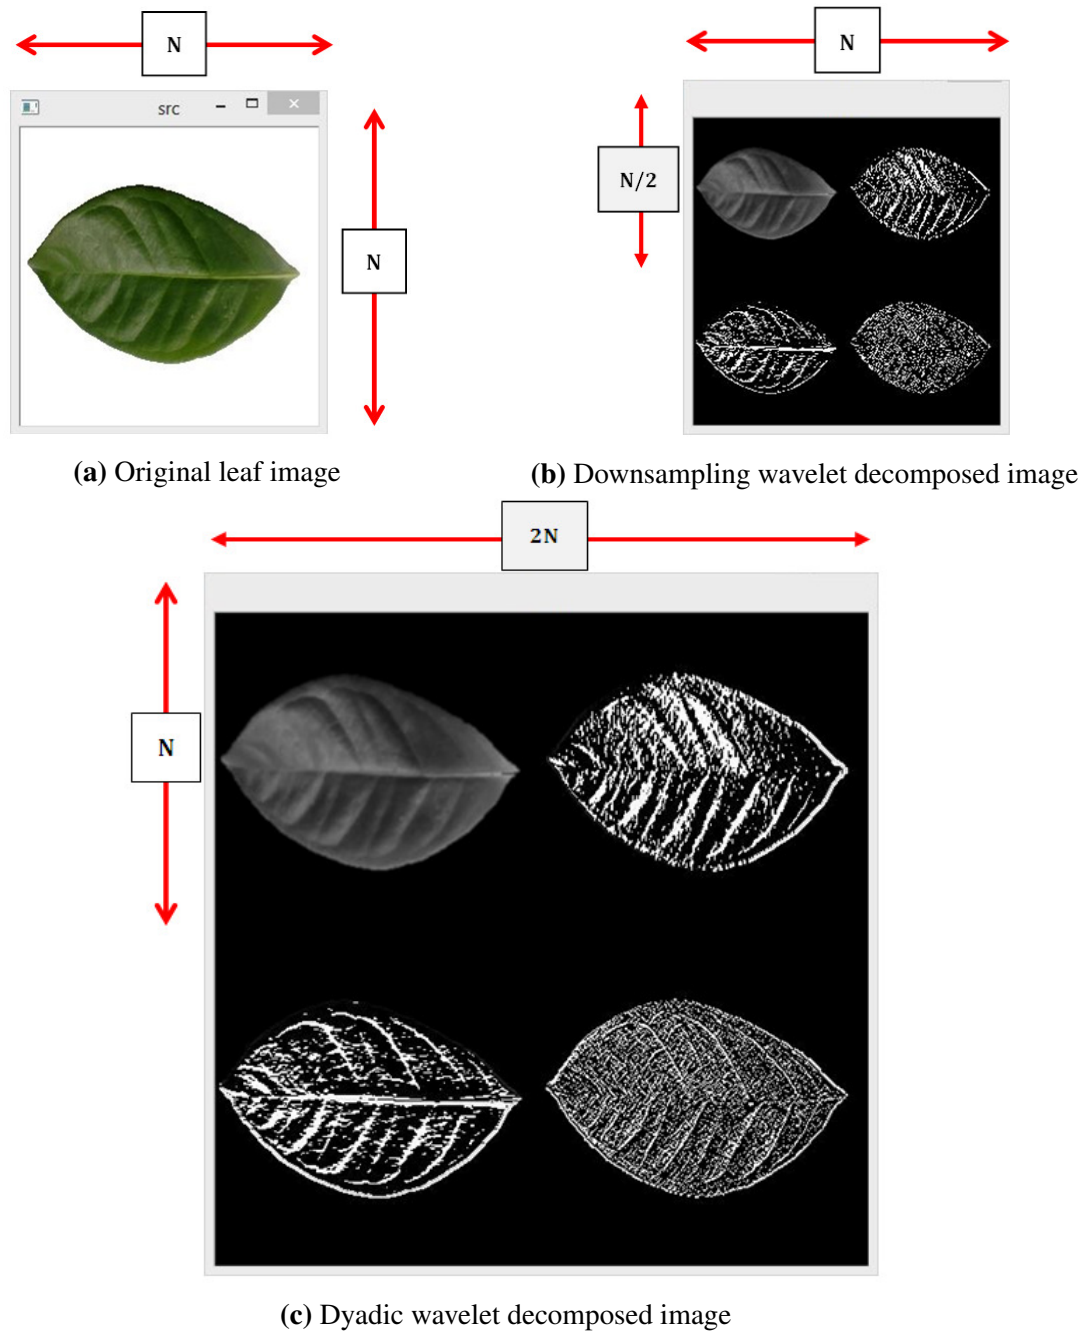 N
N
src
N/2
N
(a) Original leaf image
(b) Downsampling wavelet decomposed image
2N
N
(c) Dyadic wavelet decomposed image